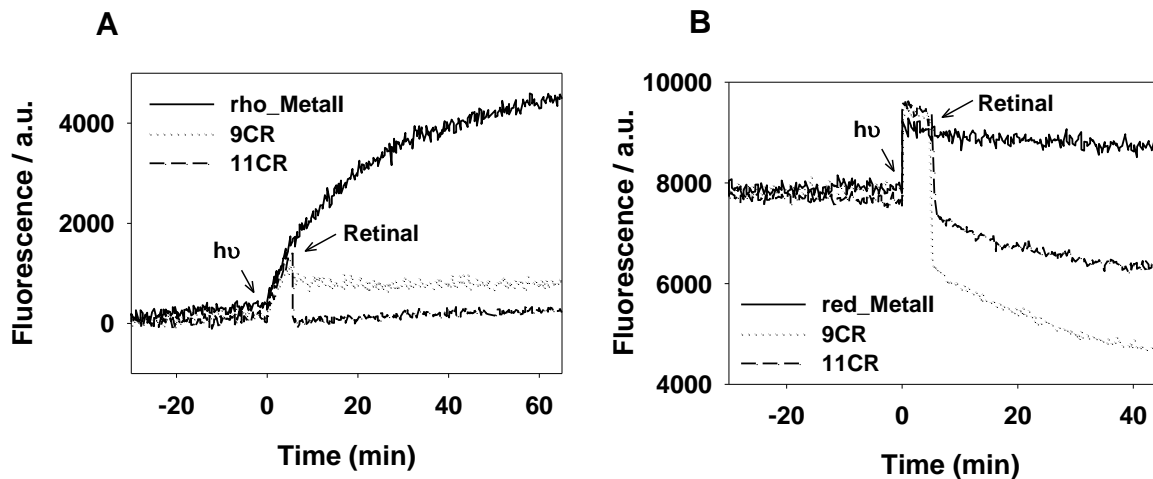 A
Fluorescence / a.u.
4000
2000
0
rho_MetaII
9CR
11CR
hυ
Retinal
-20
0
20
40
60
Time (min)
B
Fluorescence / a.u.
10000
8000
6000
4000
hυ
Retinal
red_MetaII
9CR
11CR
-20
0
20
40
Time (min)